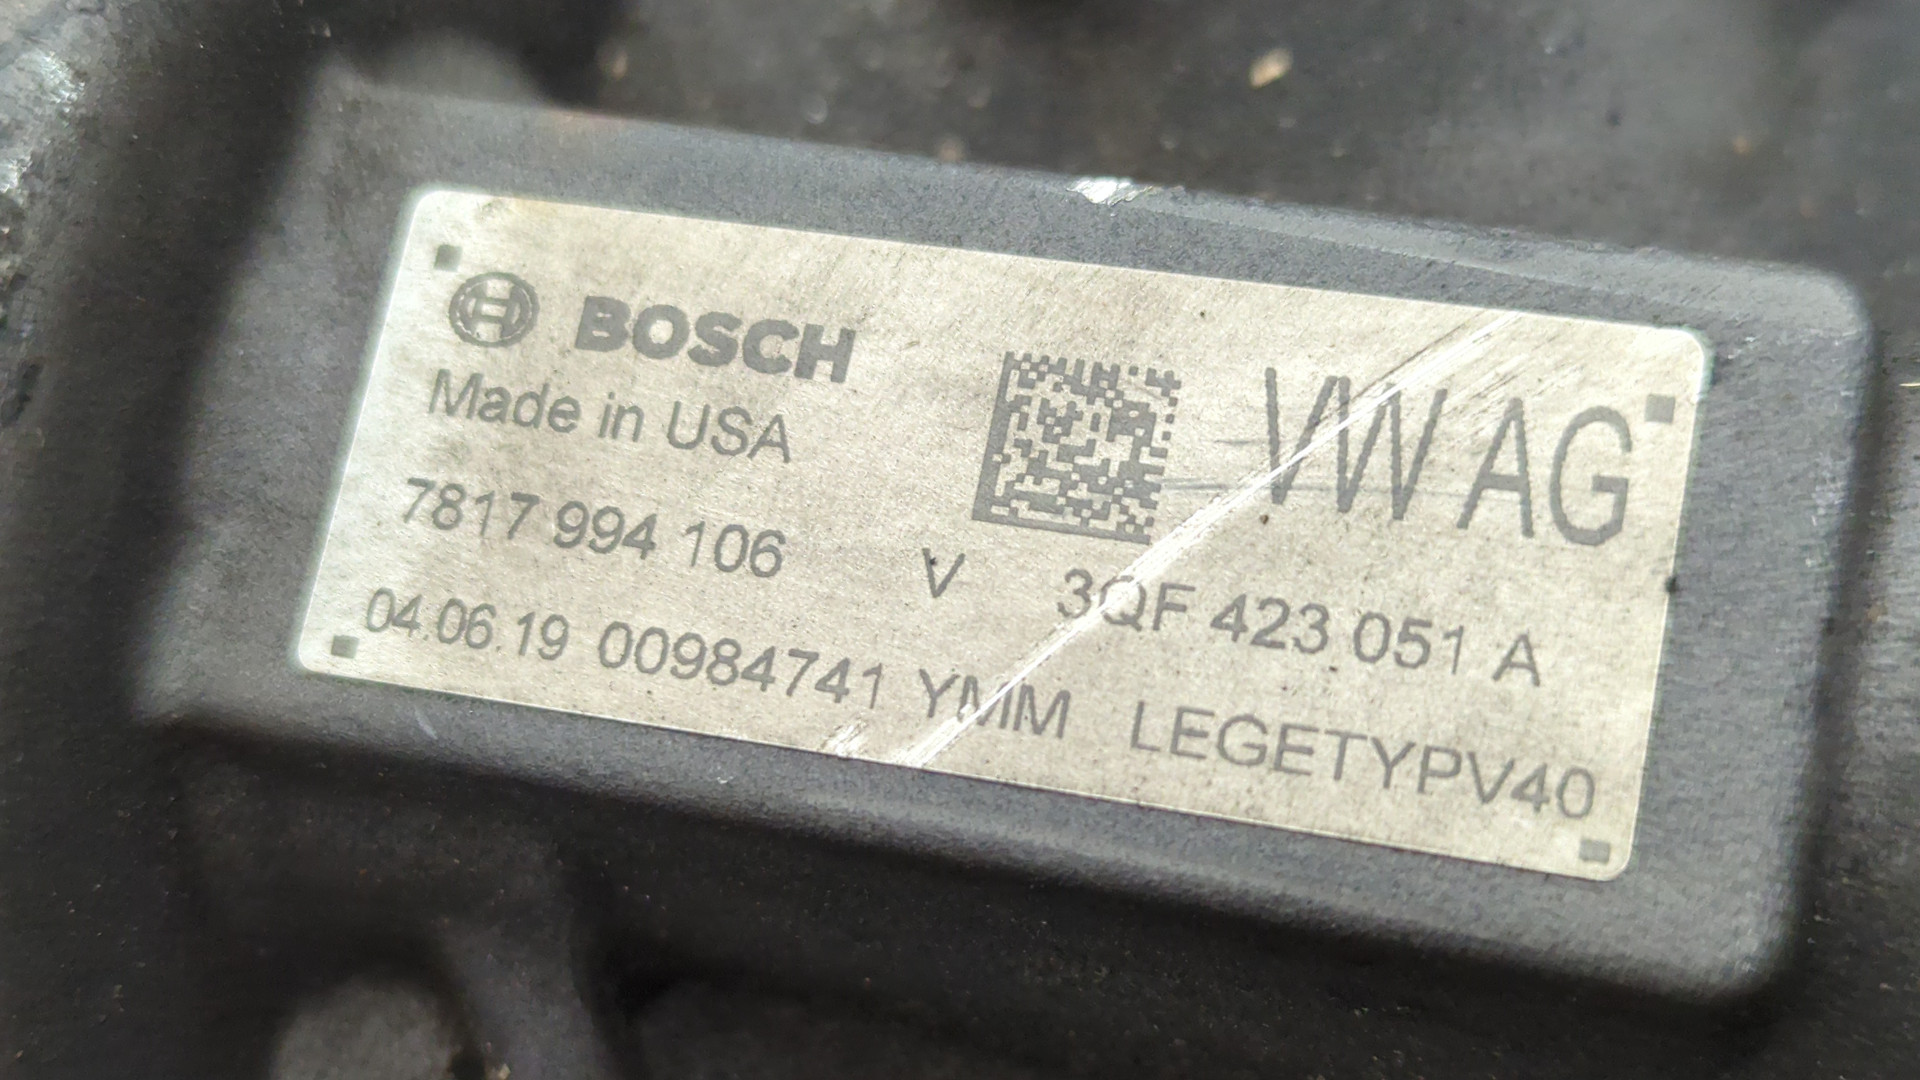 BOSCH
Made in USA
VW AG
7817 994 106 V 3QF 423 051 A
04.06.19 00984741 YMM LEGETYPV40